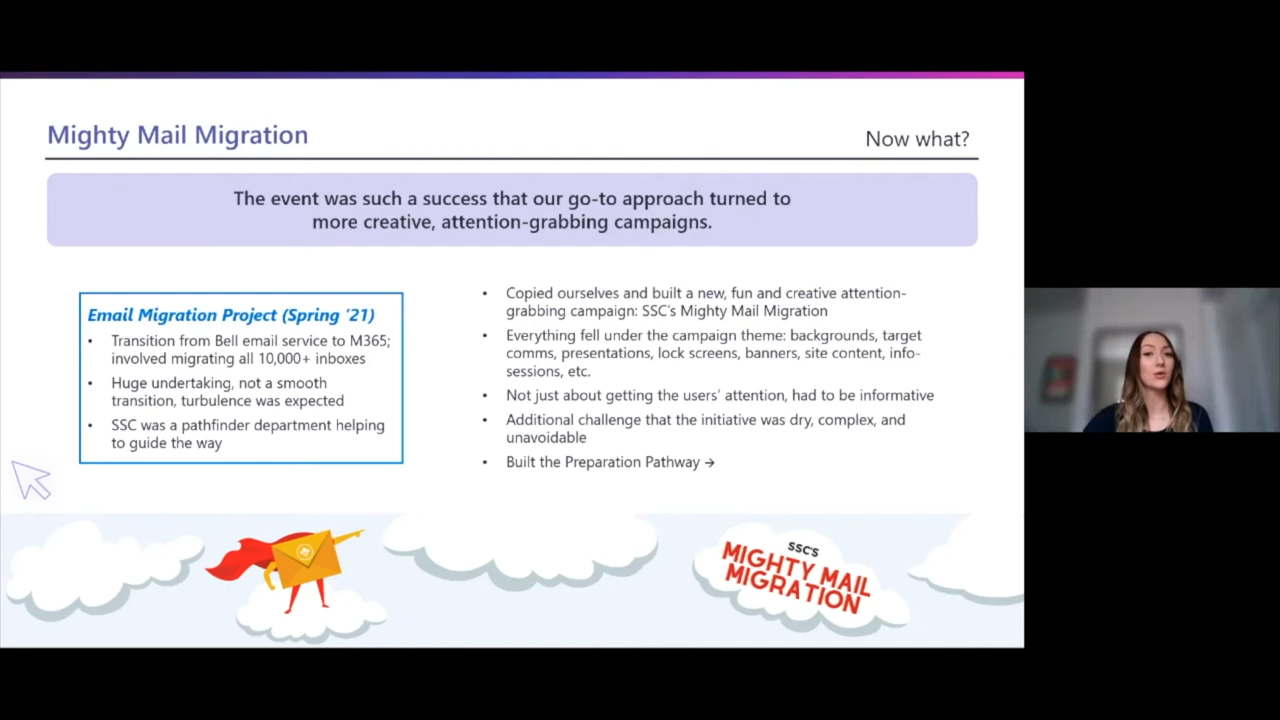 Mighty Mail Migration
Now what?
The event was such a success that our go-to approach turned to
more creative, attention-grabbing campaigns.
Email Migration Project (Spring ‘21)
• Transition from Bell email service to M365;
involved migrating all 10,000+ inboxes
• Huge undertaking, not a smooth
transition, turbulence was expected
• SSC was a pathfinder department helping
to guide the way
• Copied ourselves and built a new, fun and creative attention-
grabbing campaign: SSC’s Mighty Mail Migration
• Everything fell under the campaign theme: backgrounds, target
comms, presentations, lock screens, banners, site content, info-
sessions, etc.
• Not just about getting the users’ attention, had to be informative
• Additional challenge that the initiative was dry, complex, and
unavoidable
• Built the Preparation Pathway →
SSC'S
MIGHTY MAIL
MIGRATION